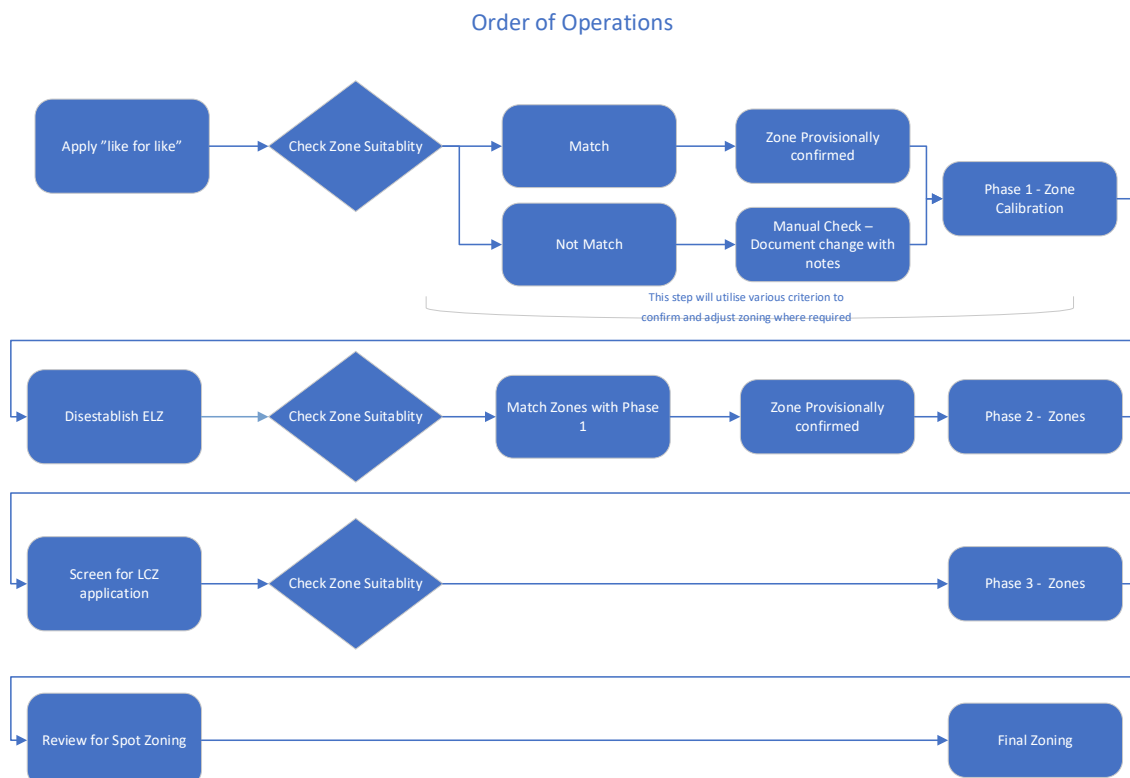 Order of Operations
Apply ”like for like”
Check Zone Suitablity
Match
Zone Provisionally
confirmed
Phase 1 - Zone
Calibration
Not Match
Manual Check –
Document change with
notes
This step will utilise various criterion to
confirm and adjust zoning where required
Disestablish ELZ
Check Zone Suitablity
Match Zones with Phase
1
Zone Provisionally
confirmed
Phase 2 - Zones
Screen for LCZ
application
Check Zone Suitablity
Phase 3 - Zones
Review for Spot Zoning
Final Zoning